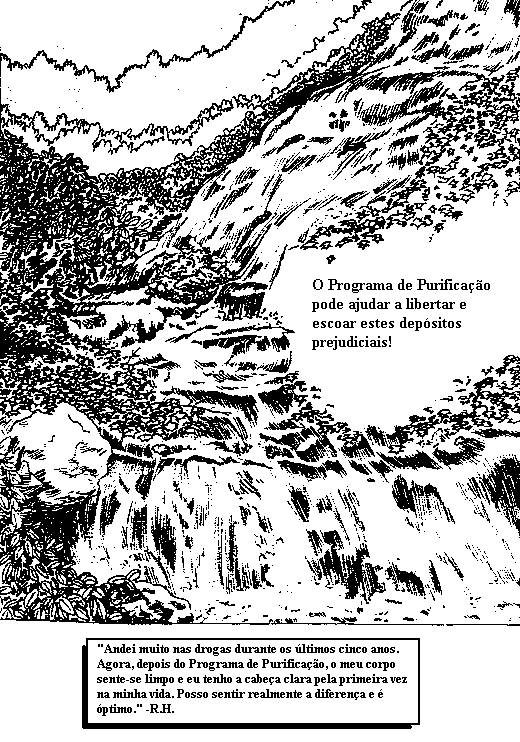 O Programa de Purificação
pode ajudar a libertar e
escoar estes depósitos
prejudiciais!
"Andei muito nas drogas durante os últimos cinco anos.
Agora, depois do Programa de Purificação, o meu corpo
sente-se limpo e eu tenho a cabeça clara pela primeira vez
na minha vida. Posso sentir realmente a diferença e é
óptimo." -R.H.